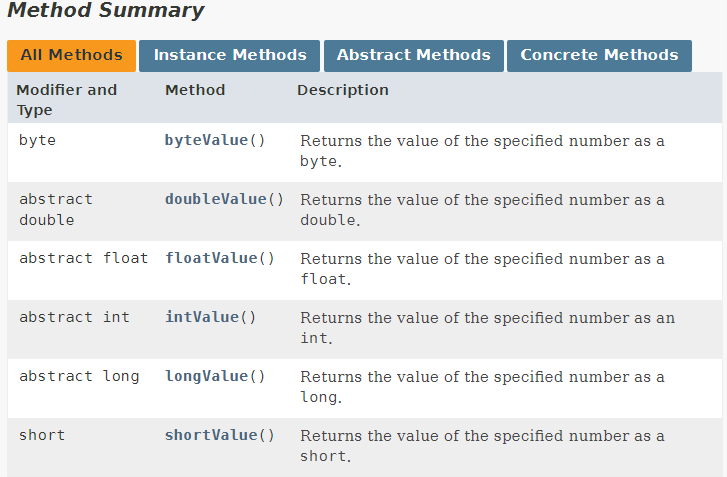 Method Summary
All Methods Instance Methods Abstract Methods Concrete Methods
Modifier and Type Method Description
byte byteValue() Returns the value of the specified number as a
byte.
abstract double doubleValue() Returns the value of the specified number as a
double.
abstract float floatValue() Returns the value of the specified number as a
float.
abstract int intValue() Returns the value of the specified number as an
int.
abstract long longValue() Returns the value of the specified number as a
long.
short shortValue() Returns the value of the specified number as a
short.